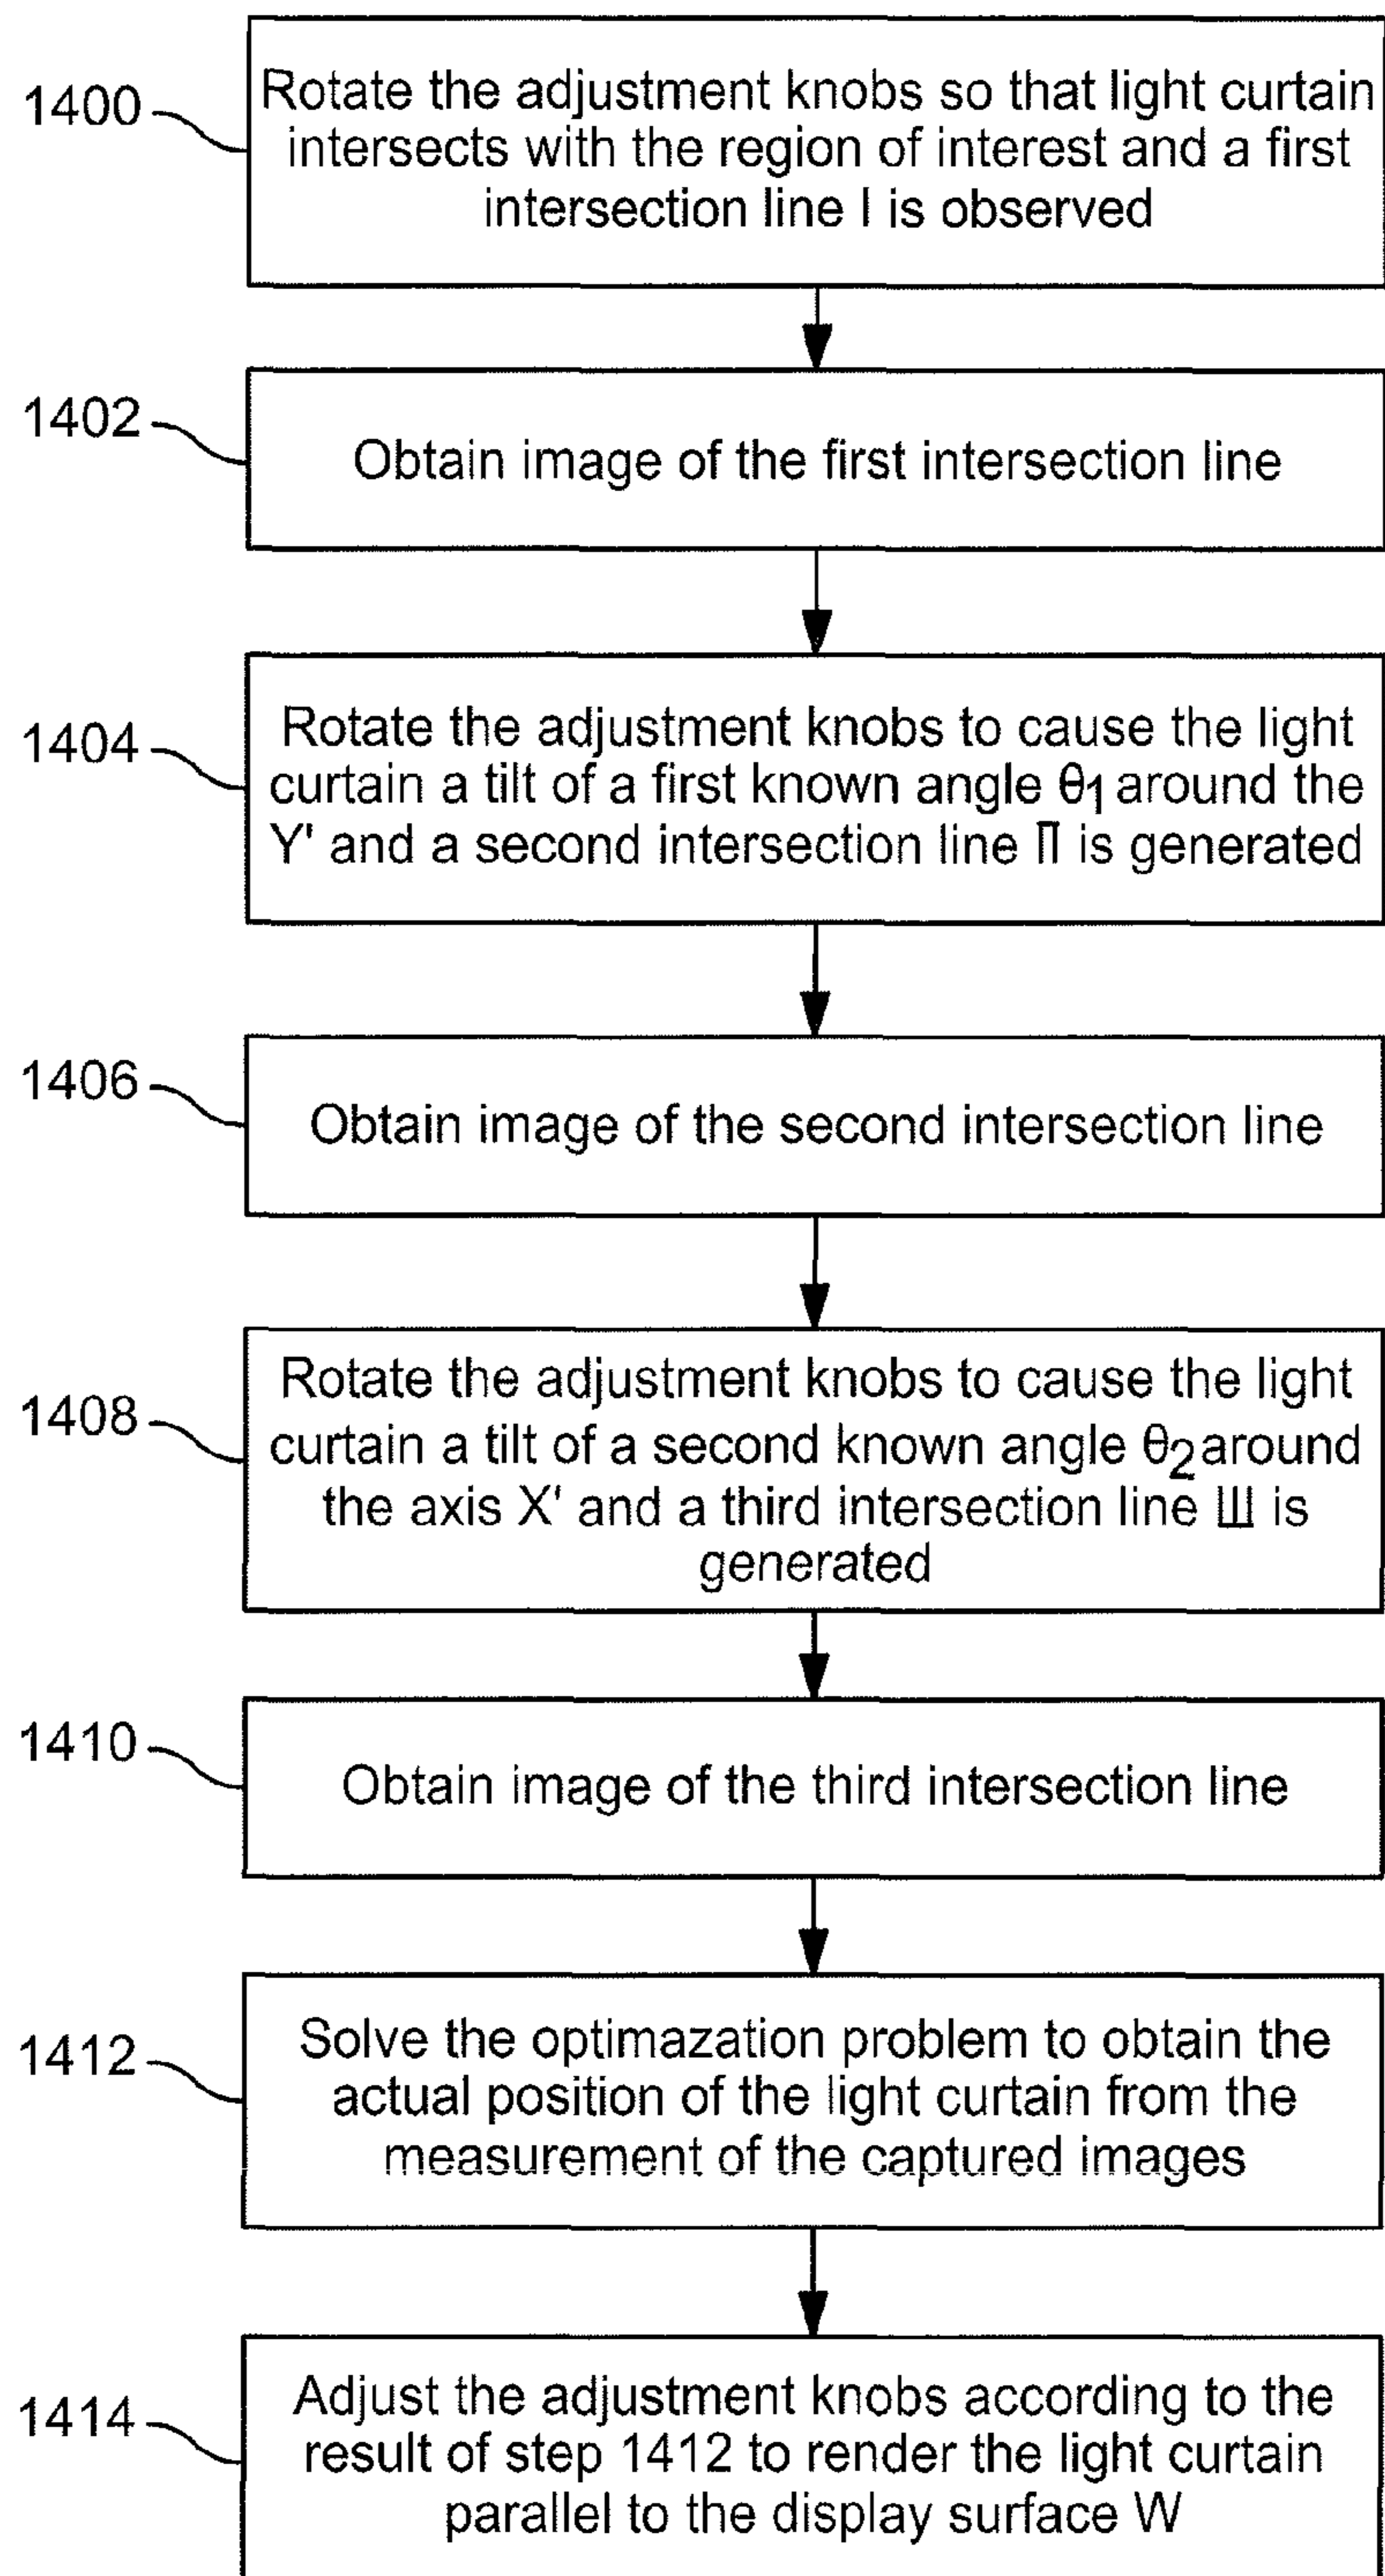 1400
Rotate the adjustment knobs so that light curtain
intersects with the region of interest and a first
intersection line I is observed
1402
Obtain image of the first intersection line
1404
Rotate the adjustment knobs to cause the light
curtain a tilt of a first known angle θ1 around the
Y' and a second intersection line II is generated
1406
Obtain image of the second intersection line
1408
Rotate the adjustment knobs to cause the light
curtain a tilt of a second known angle θ2 around
the axis X' and a third intersection line III is
generated
1410
Obtain image of the third intersection line
1412
Solve the optimazation problem to obtain the
actual position of the light curtain from the
measurement of the captured images
1414
Adjust the adjustment knobs according to the
result of step 1412 to render the light curtain
parallel to the display surface W